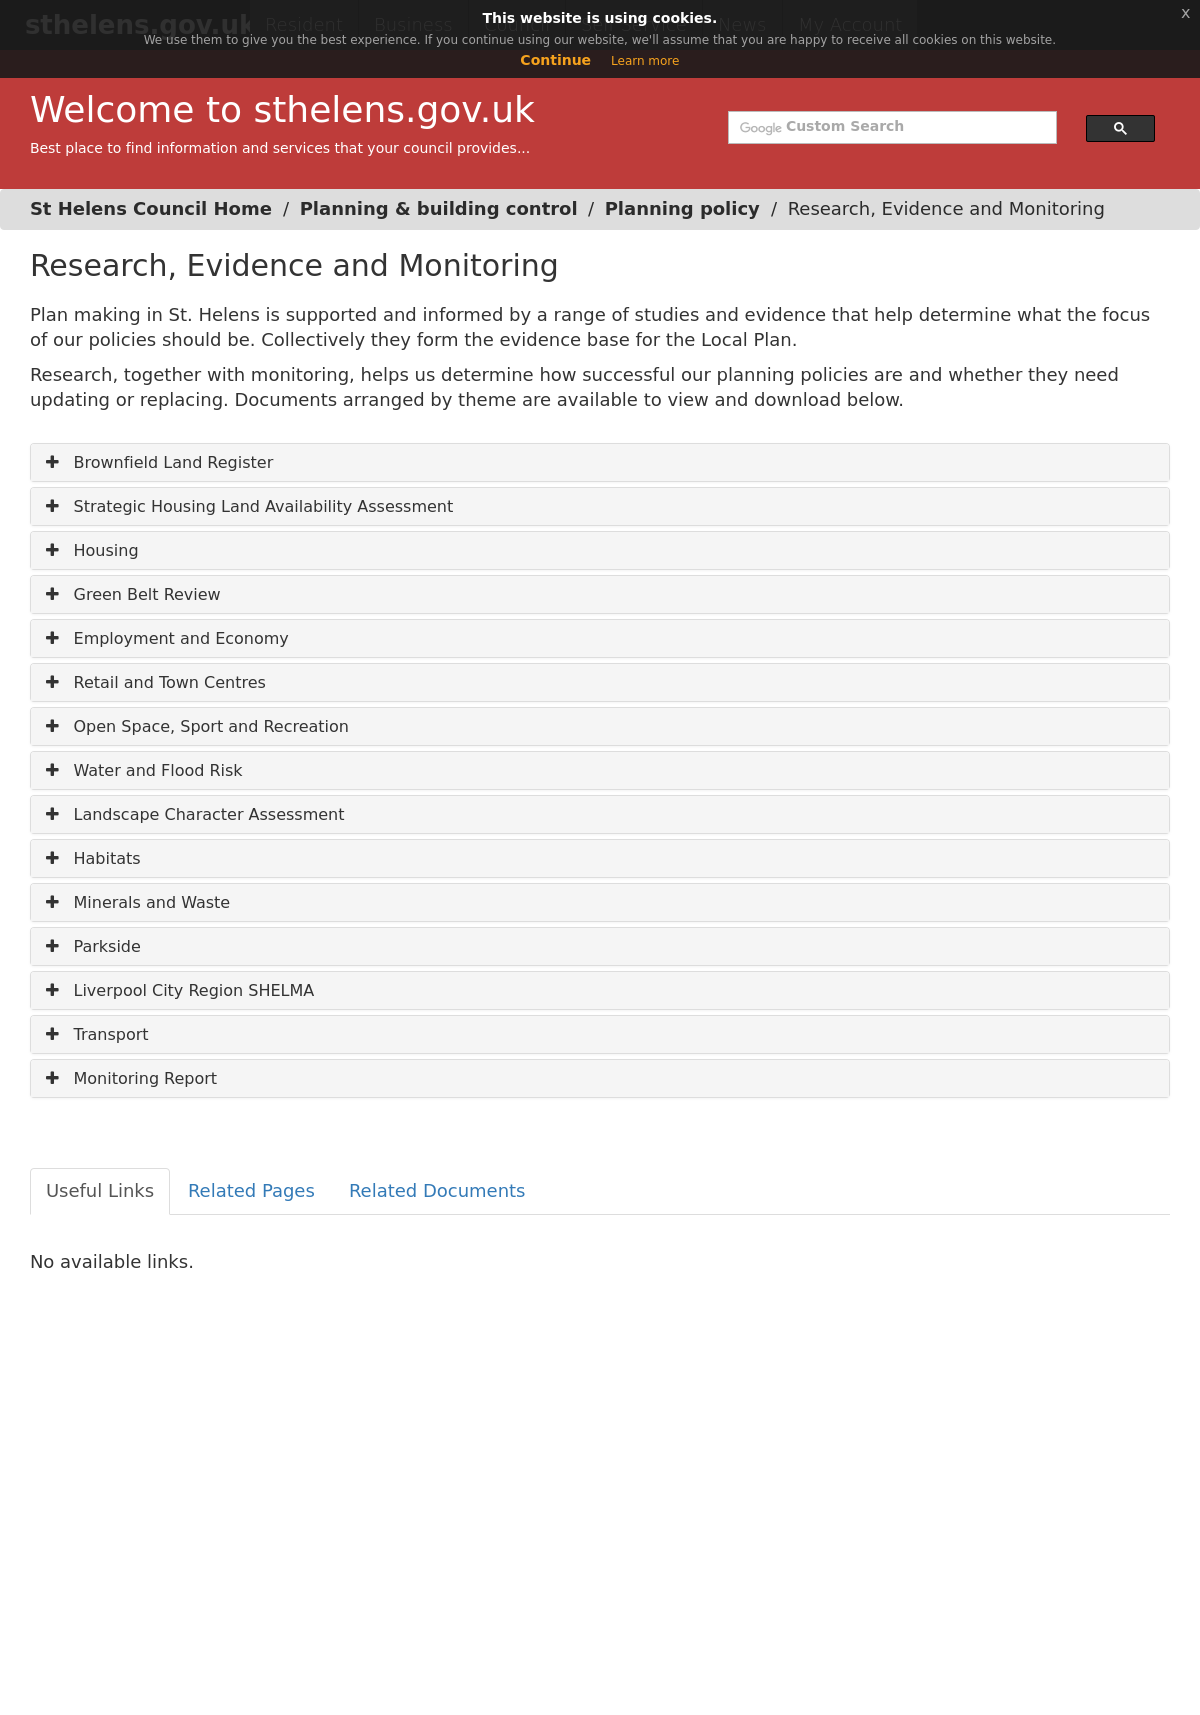 sthelens.gov.uk Resident Business News My Account
This website is using cookies.
x
We use them to give you the best experience. If you continue using our website, we'll assume that you are happy to receive all cookies on this website.
Continue Learn more
Welcome to sthelens.gov.uk
Best place to find information and services that your council provides...
Google Custom Search
St Helens Council Home / Planning & building control / Planning policy / Research, Evidence and Monitoring
Research, Evidence and Monitoring
Plan making in St. Helens is supported and informed by a range of studies and evidence that help determine what the focus
of our policies should be. Collectively they form the evidence base for the Local Plan.
Research, together with monitoring, helps us determine how successful our planning policies are and whether they need
updating or replacing. Documents arranged by theme are available to view and download below.
Brownfield Land Register
Strategic Housing Land Availability Assessment
Housing
Green Belt Review
Employment and Economy
Retail and Town Centres
Open Space, Sport and Recreation
Water and Flood Risk
Landscape Character Assessment
Habitats
Minerals and Waste
Parkside
Liverpool City Region SHELMA
Transport
Monitoring Report
Useful Links Related Pages Related Documents
No available links.